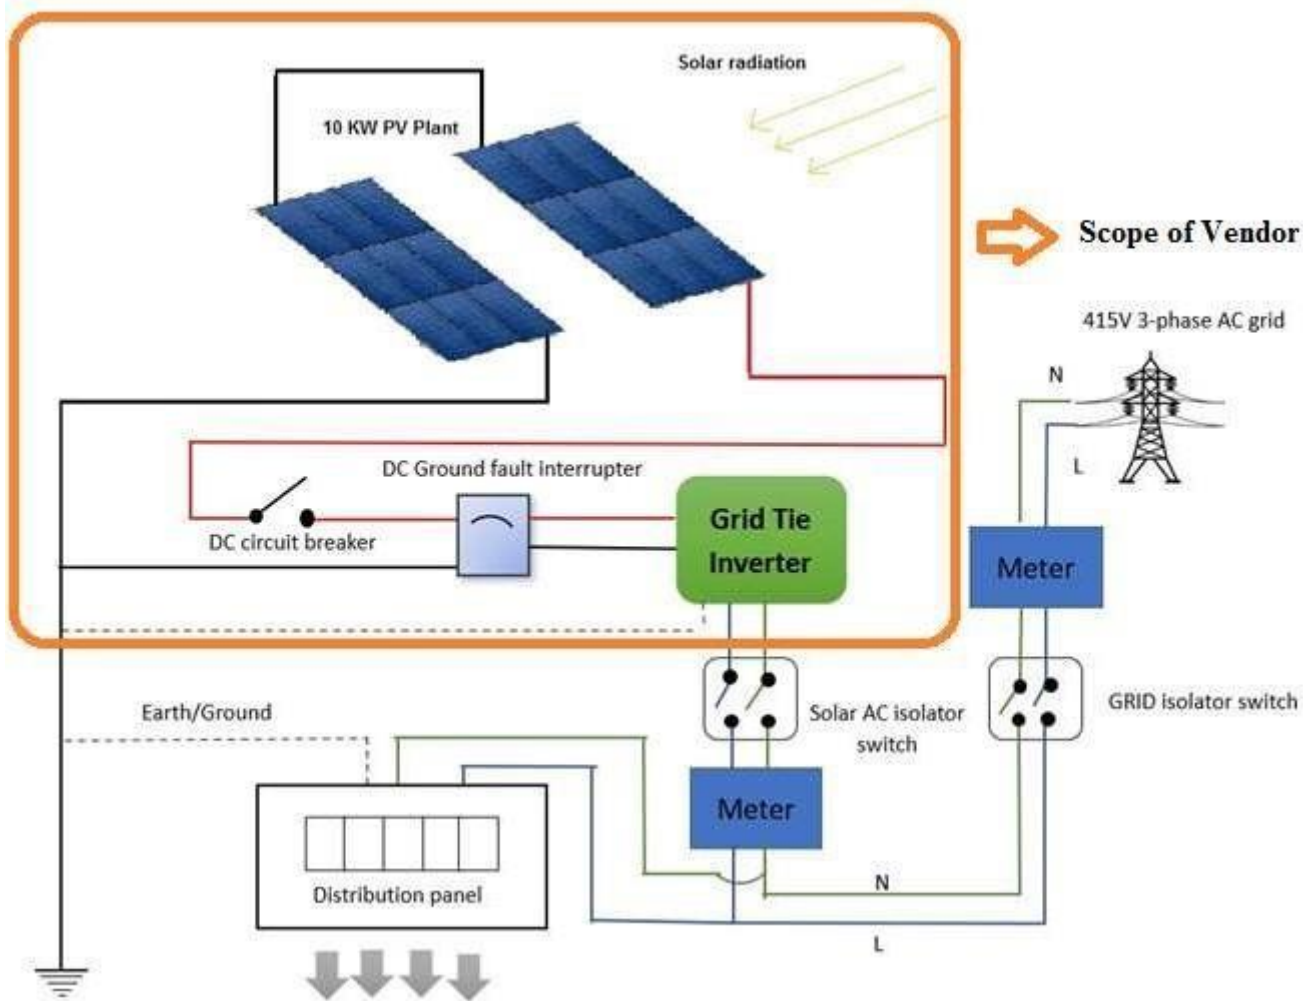 Solar radiation
10 KW PV Plant
Scope of Vendor
415V 3-phase AC grid
N
L
DC Ground fault interrupter
Grid Tie
Inverter
DC circuit breaker
Meter
Earth/Ground
Solar AC isolator
switch
GRID isolator switch
Meter
Distribution panel
N
L